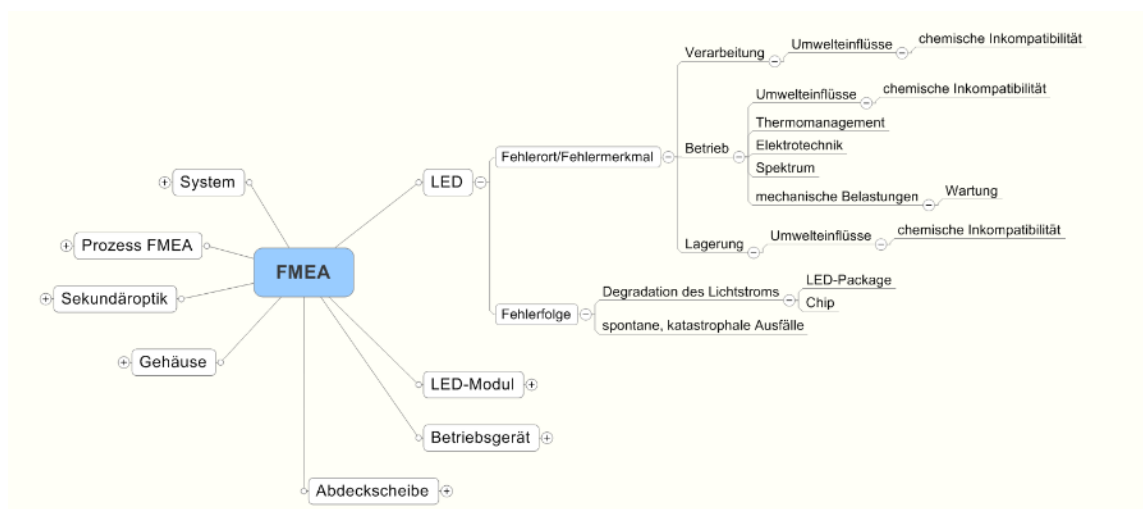 FMEA
System
Prozess FMEA
Sekundäroptik
Gehäuse
LED
Fehlerort/Fehlermerkmal
Verarbeitung
Umwelteinflüsse
chemische Inkompatibilität
Betrieb
Umwelteinflüsse
chemische Inkompatibilität
Thermomanagement
Elektrotechnik
Spektrum
mechanische Belastungen
Wartung
Lagerung
Umwelteinflüsse
chemische Inkompatibilität
Fehlerfolge
Degradation des Lichtstroms
LED-Package
Chip
spontane, katastrophale Ausfälle
LED-Modul
Betriebsgerät
Abdeckscheibe